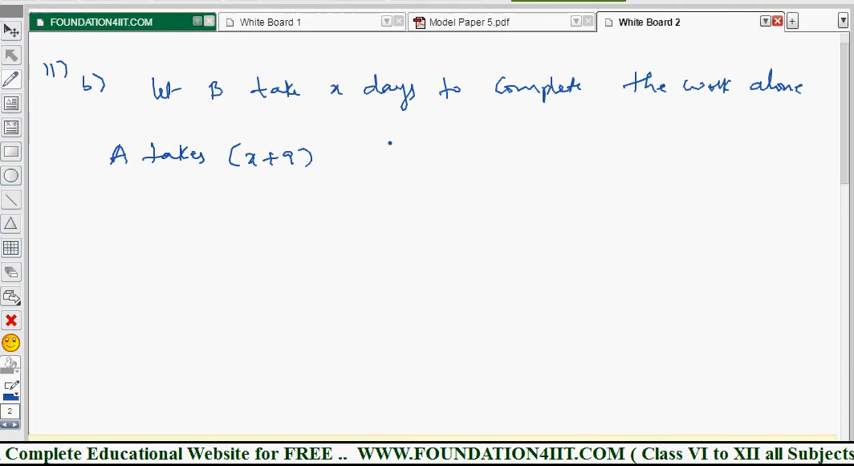 FOUNDATION4IIT.COM White Board 1 Model Paper 5.pdf White Board 2
11) b) Let B take x days to complete the work alone
A takes (x+9)
2
Complete Educational Website for FREE .. WWW.FOUNDATION4IIT.COM ( Class VI to XII all Subjects